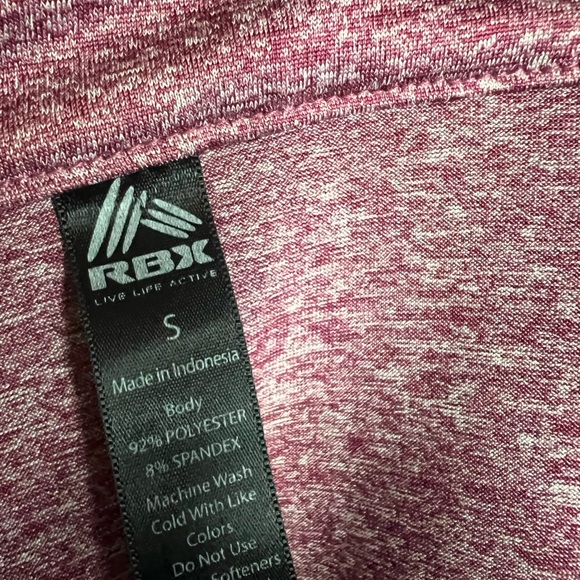 RBX
LIVE LIFE ACTIVE
S
Made in Indonesia
Body
92% POLYESTER
8% SPANDEX
Machine Wash
Cold With Like
Colors
Do Not Use
Softeners